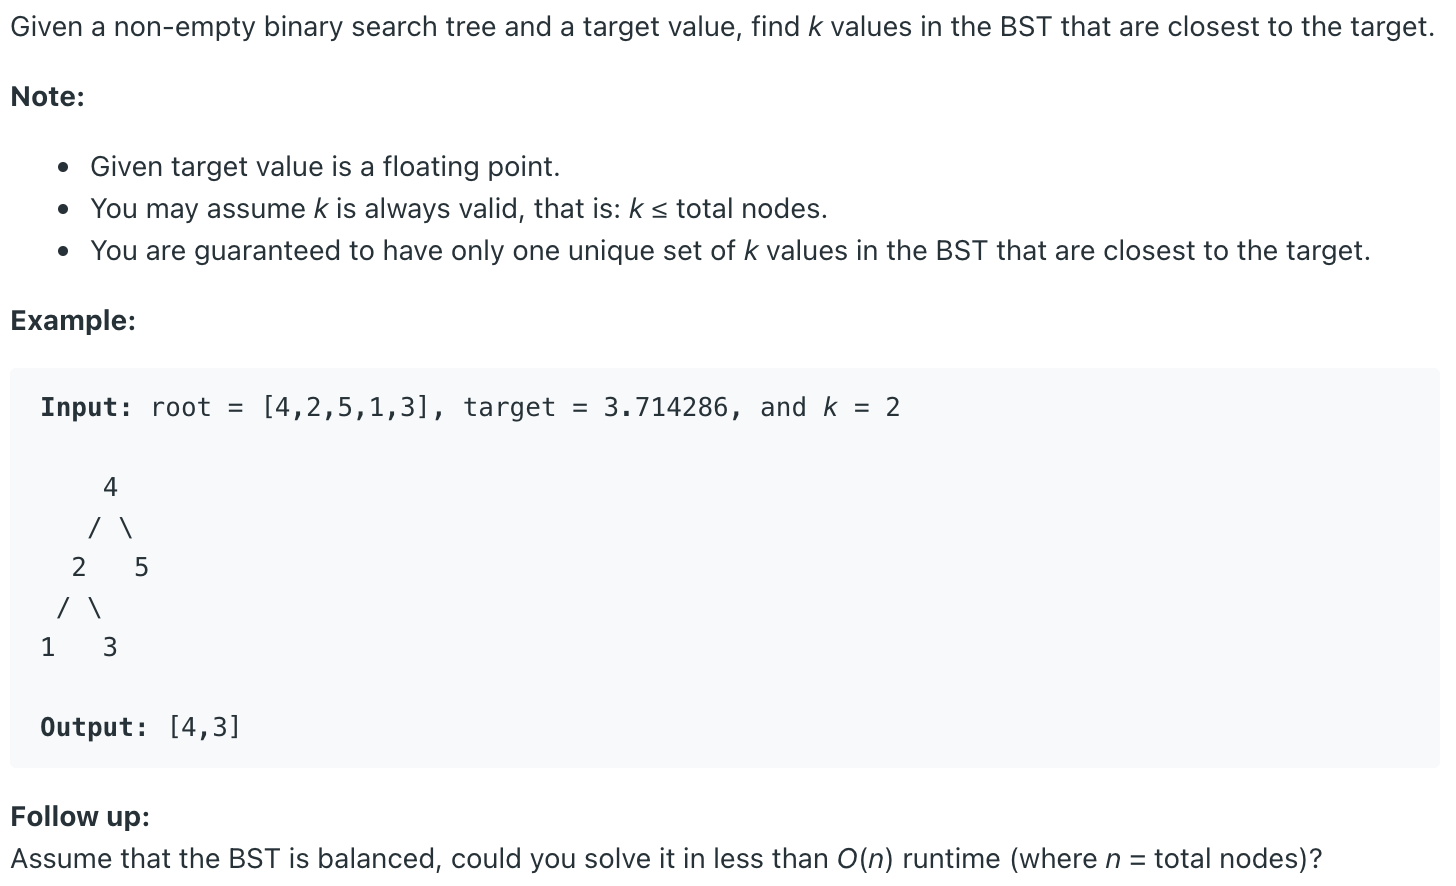 Given a non-empty binary search tree and a target value, find k values in the BST that are closest to the target.
Note:
• Given target value is a floating point.
• You may assume k is always valid, that is: k ≤ total nodes.
• You are guaranteed to have only one unique set of k values in the BST that are closest to the target.
Example:
Input: root = [4,2,5,1,3], target = 3.714286, and k = 2
    4
   / \
  2   5
 / \
1   3
Output: [4,3]
Follow up:
Assume that the BST is balanced, could you solve it in less than O(n) runtime (where n = total nodes)?